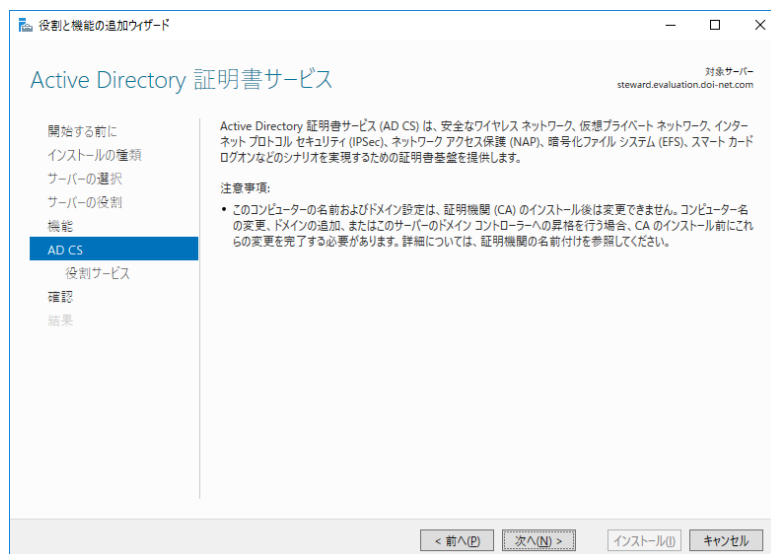 役割と機能の追加ウィザード
Active Directory 証明書サービス
対象サーバー
steward.evaluation.doi-net.com
開始する前に
インストールの種類
サーバーの選択
サーバーの役割
機能
AD CS
役割サービス
確認
結果
Active Directory 証明書サービス (AD CS) は、安全なワイヤレス ネットワーク、仮想プライベート ネットワーク、インター
ネット プロトコル セキュリティ (IPSec)、ネットワーク アクセス保護 (NAP)、暗号化ファイル システム (EFS)、スマート カード
ログオンなどのシナリオを実現するための証明書基盤を提供します。
注意事項:
• このコンピューターの名前およびドメイン設定は、証明機関 (CA) のインストール後は変更できません。コンピューター名
の変更、ドメインの追加、またはこのサーバーのドメイン コントローラーへの昇格を行う場合、CA のインストール前にこれ
らの変更を完了する必要があります。詳細については、証明機関の名前付けを参照してください。
< 前へ(P)
次へ(N) >
インストール(I)
キャンセル